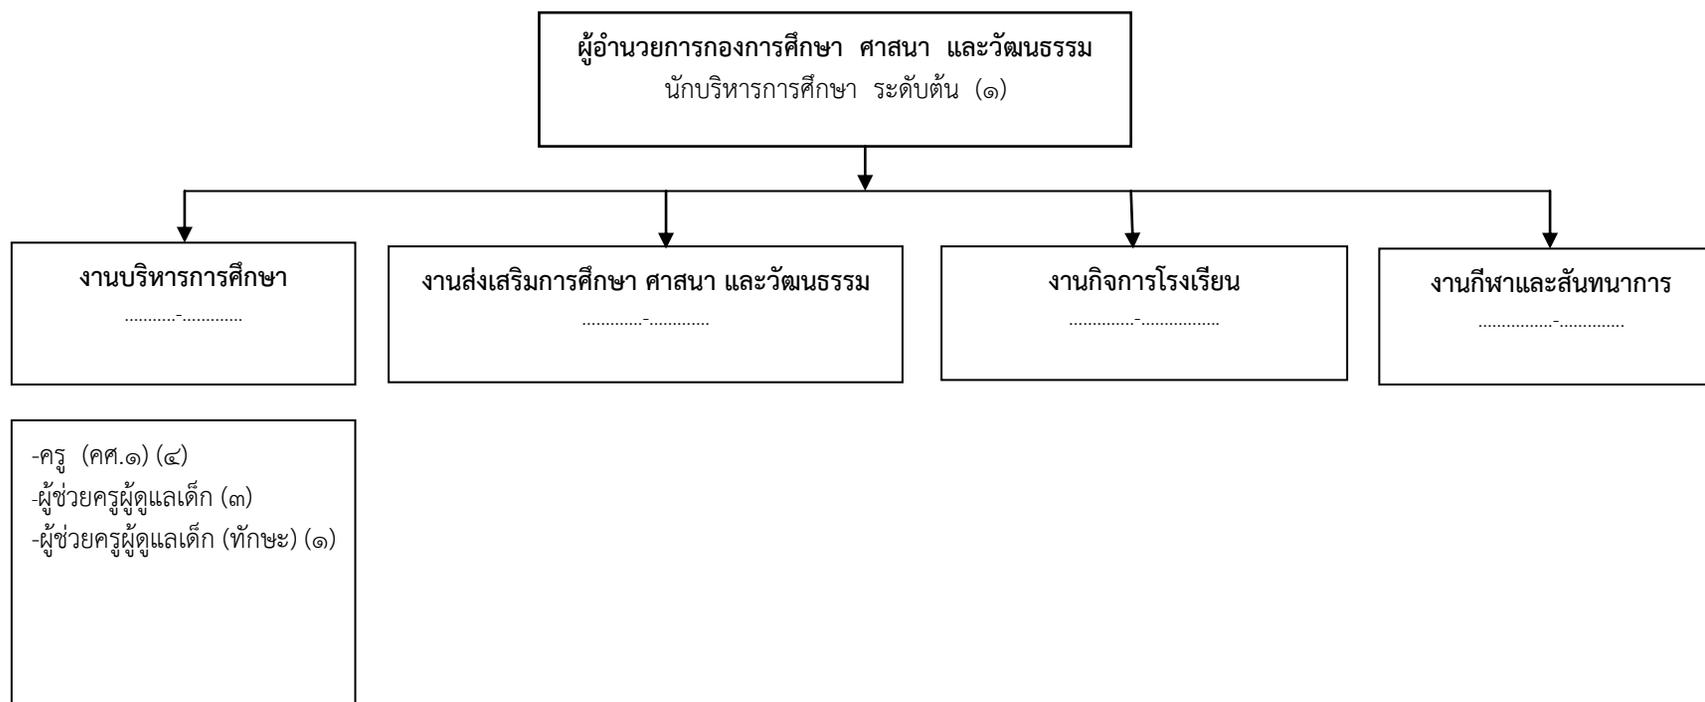 ผู้อำนวยการกองการศึกษา ศาสนา และวัฒนธรรม
นักบริหารการศึกษา ระดับต้น (๑)
งานบริหารการศึกษา
...........-.............
งานส่งเสริมการศึกษา ศาสนา และวัฒนธรรม
.............-.............
งานกิจการโรงเรียน
..............-.................
งานกีฬาและสันทนาการ
................-..............
-ครู (คศ.๑) (๔)
-ผู้ช่วยครูผู้ดูแลเด็ก (๓)
-ผู้ช่วยครูผู้ดูแลเด็ก (ทักษะ) (๑)